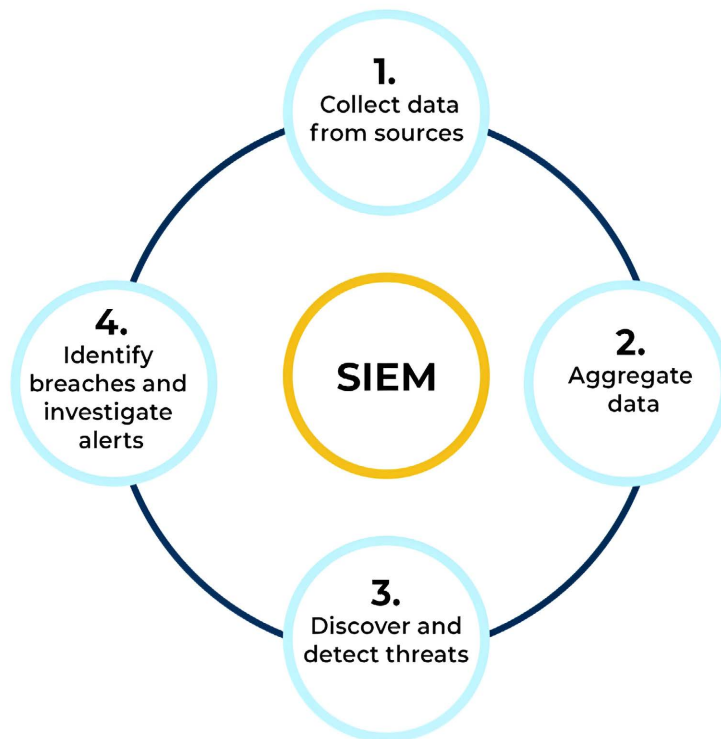 1.
Collect data
from sources
2.
Aggregate
data
3.
Discover and
detect threats
4.
Identify
breaches and
investigate
alerts
SIEM